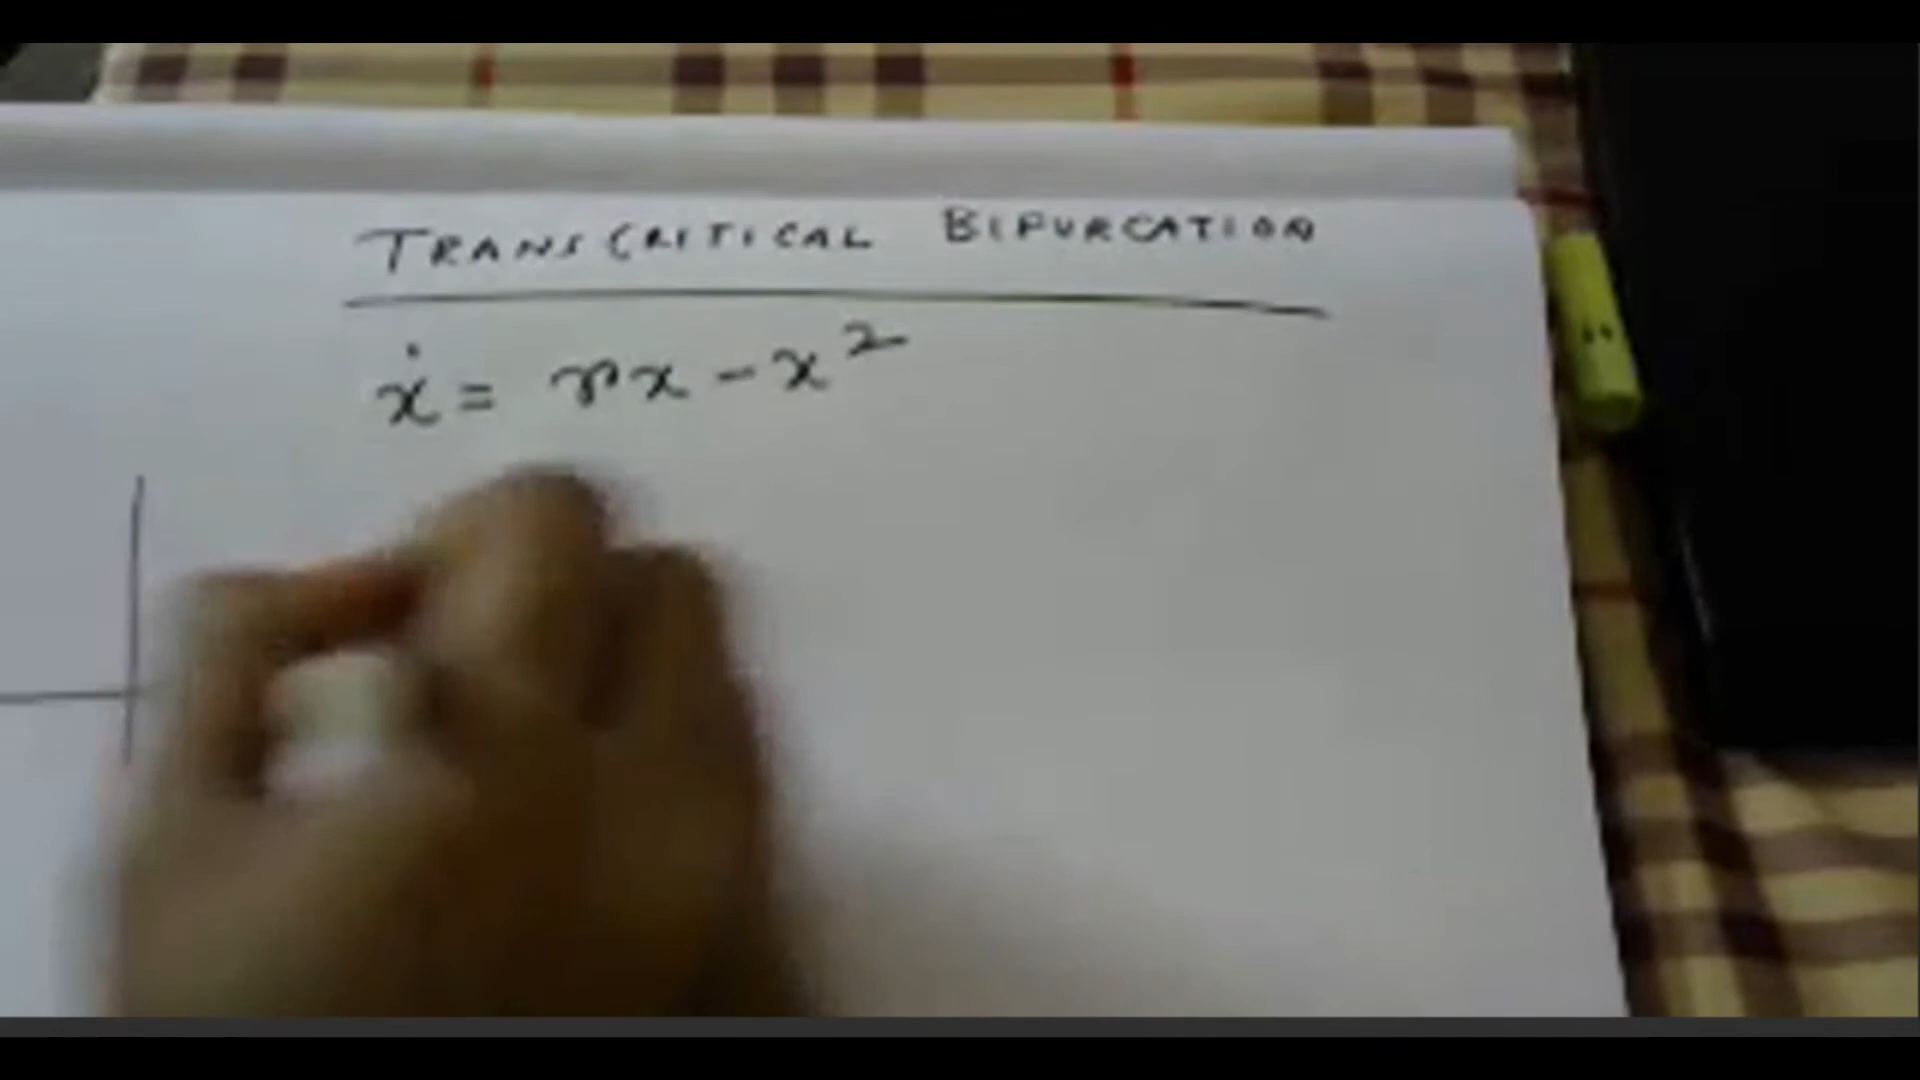 TRANSCRITICAL BIFURCATION
ẋ = rx - x²